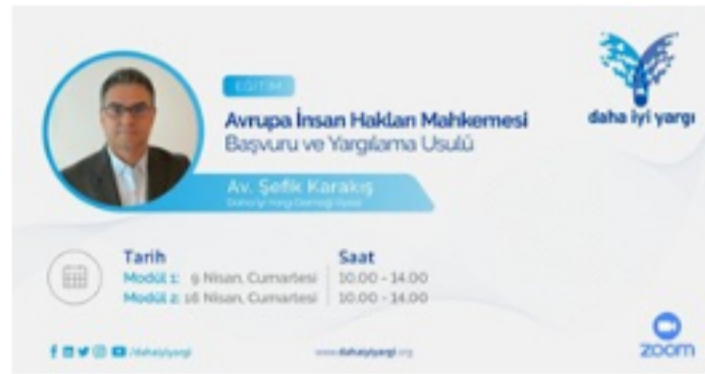 EĞİTİM
Avrupa İnsan Hakları Mahkemesi
Başvuru ve Yargılama Usulü
daha iyi yargı
Av. Şefik Karakış
Daha İyi Yargı Derneği Üyesi
Tarih Saat
Modül 1: 9 Nisan, Cumartesi 10.00 - 14.00
Modül 2: 16 Nisan, Cumartesi 10.00 - 14.00
/dahaiyiyargi www.dahaiyiyargi.org
zoom